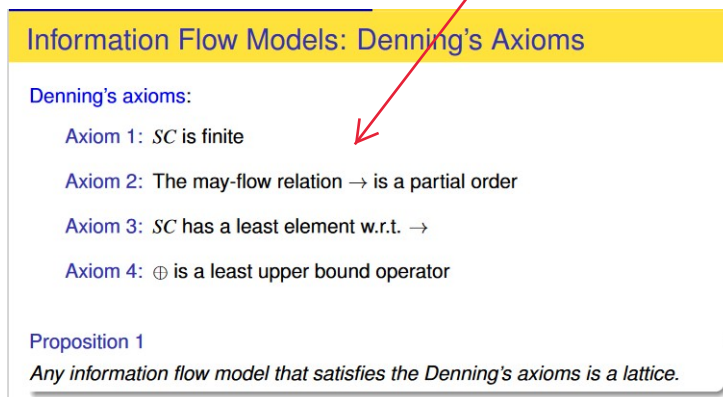 Information Flow Models: Denning's Axioms
Denning's axioms:
Axiom 1: SC is finite
Axiom 2: The may-flow relation → is a partial order
Axiom 3: SC has a least element w.r.t. →
Axiom 4: ⊕ is a least upper bound operator
Proposition 1
Any information flow model that satisfies the Denning's axioms is a lattice.